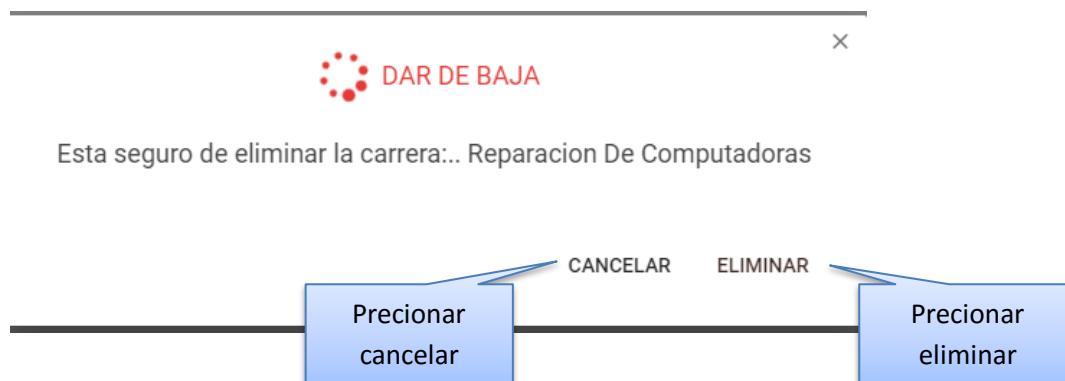 ×
DAR DE BAJA
Esta seguro de eliminar la carrera:.. Reparacion De Computadoras
CANCELAR ELIMINAR
Precionar
cancelar
Precionar
eliminar